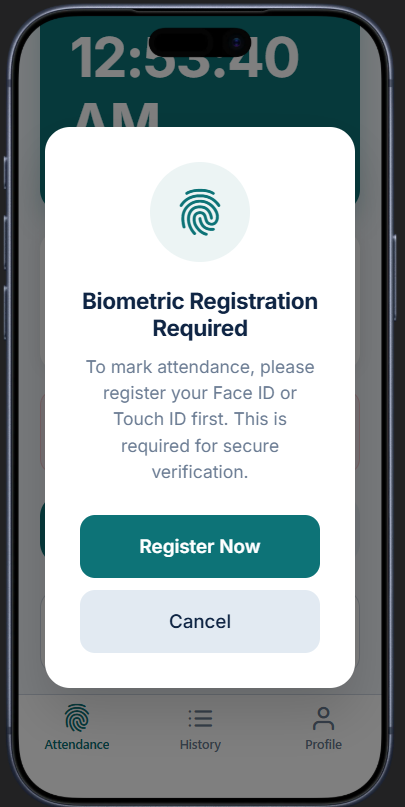 12:53:40
AM
Biometric Registration
Required
To mark attendance, please
register your Face ID or
Touch ID first. This is
required for secure
verification.
Register Now
Cancel
Attendance
History
Profile